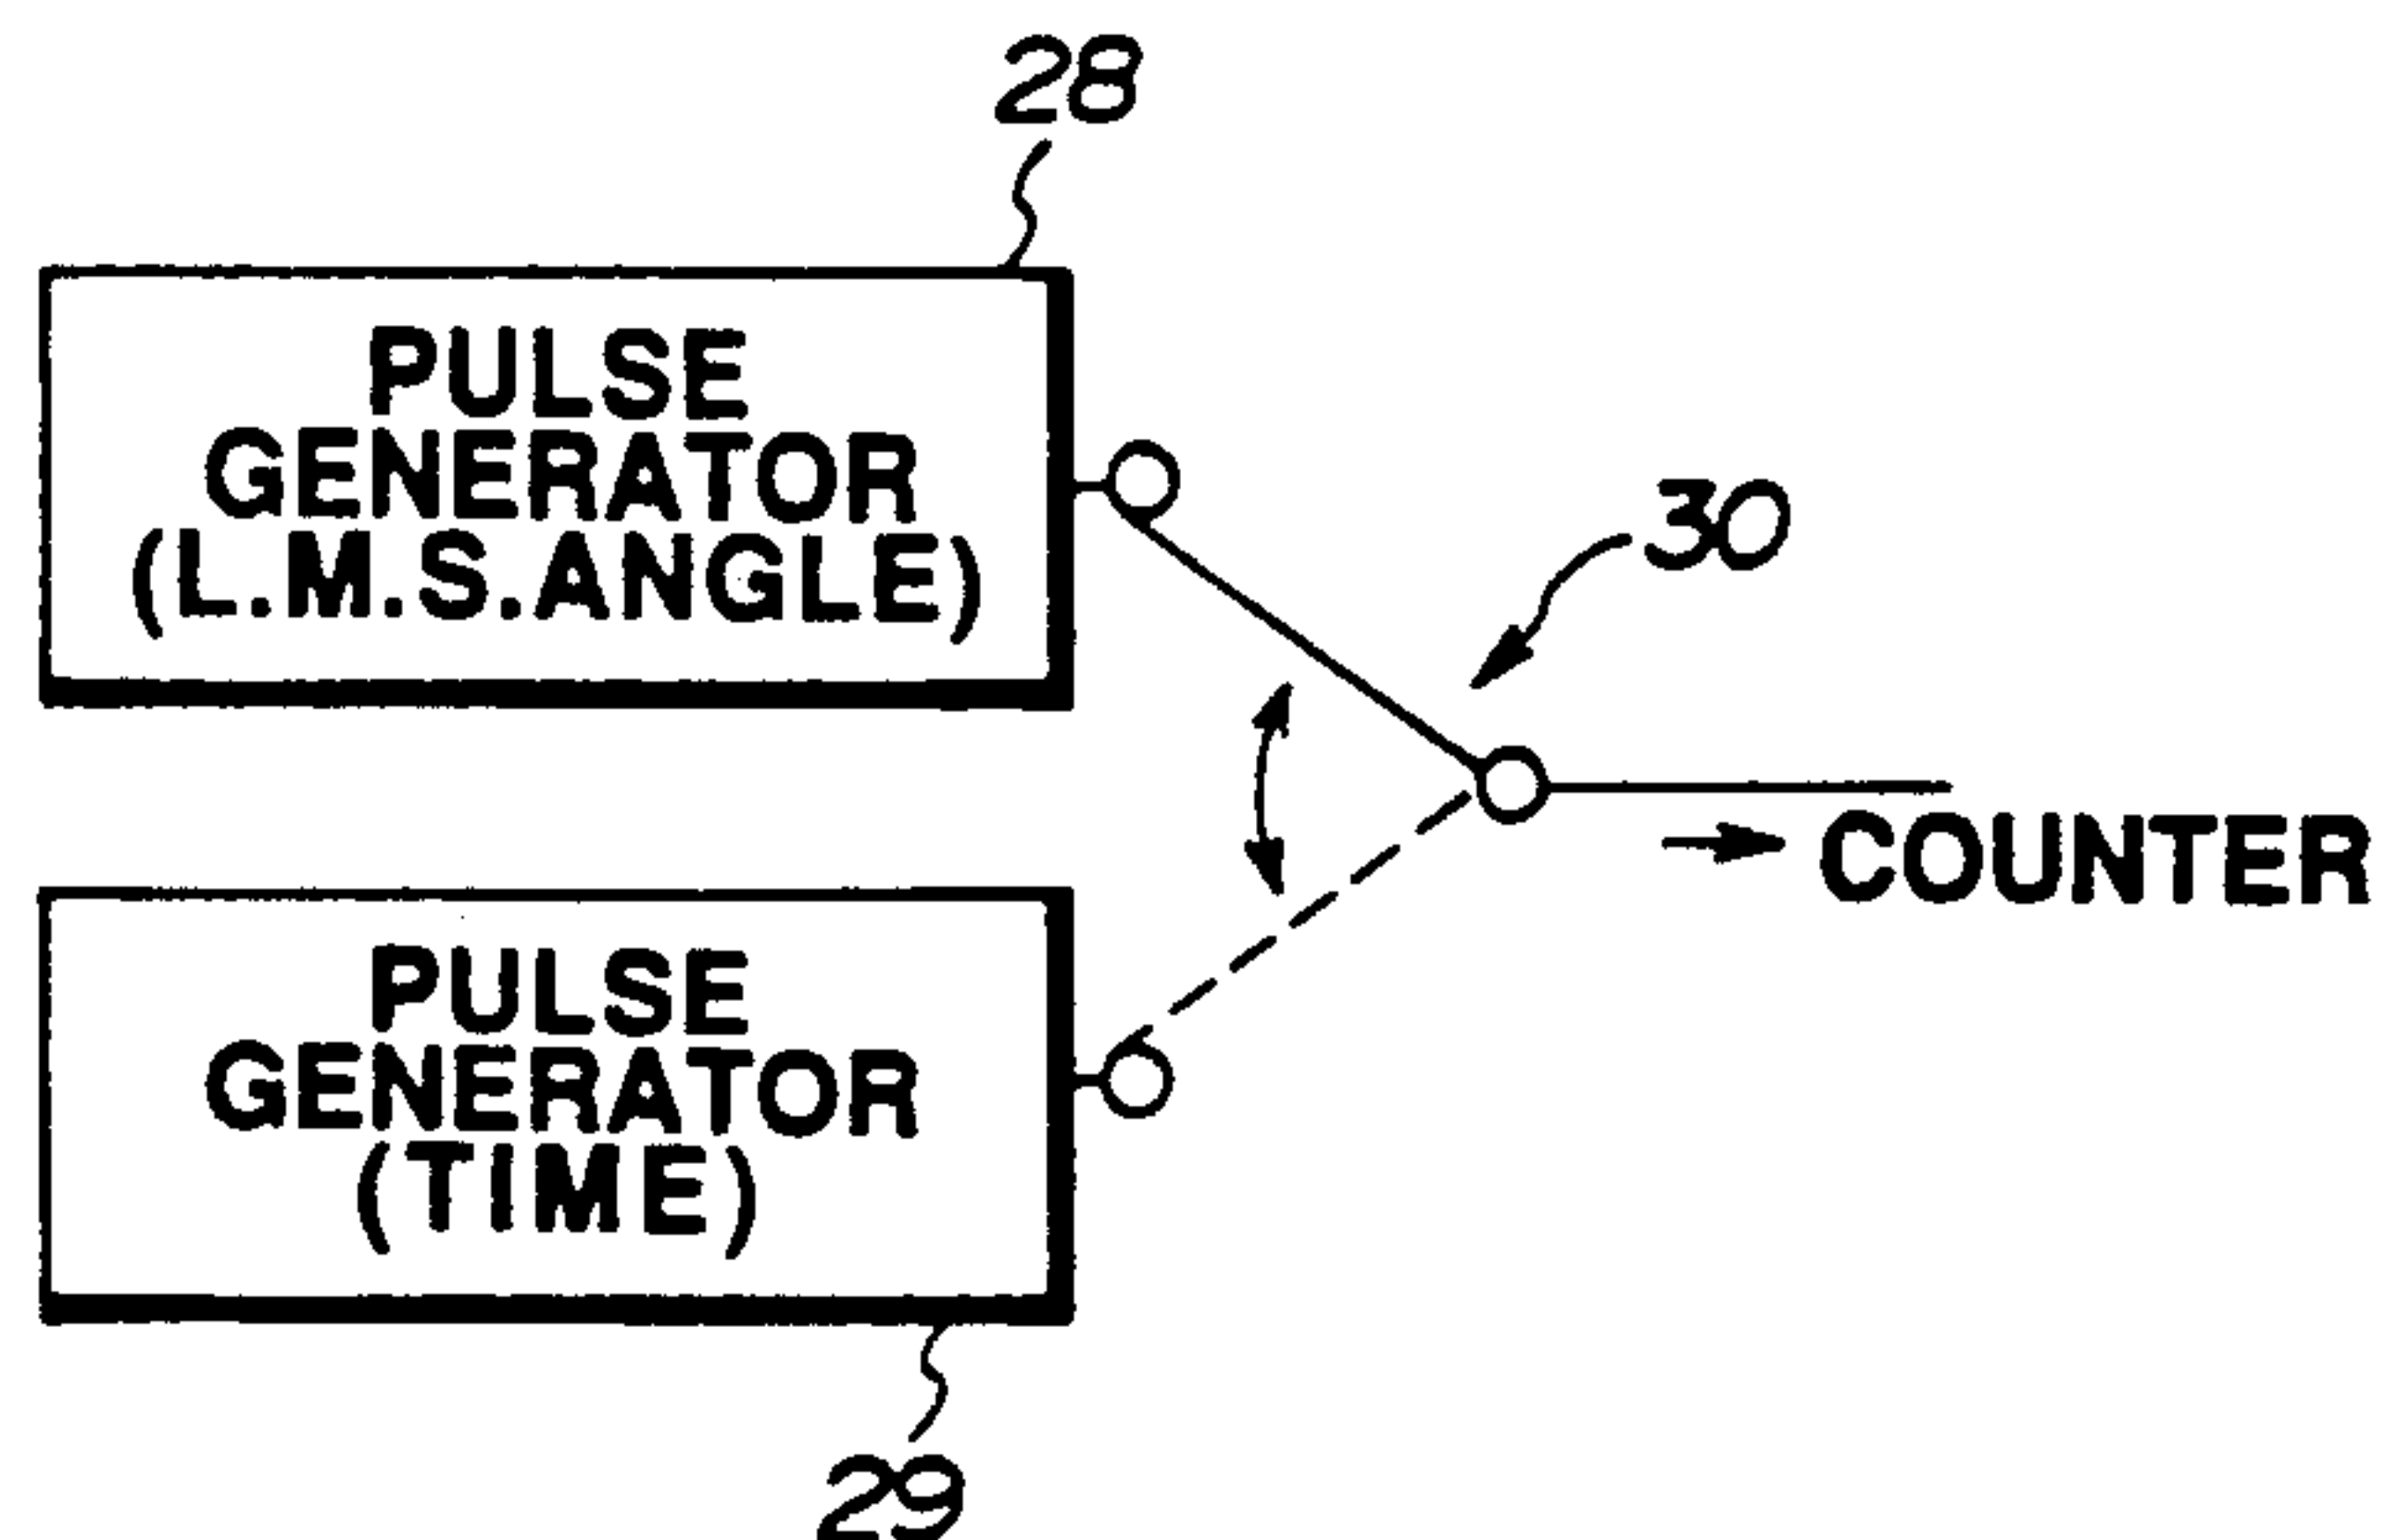 28
PULSE
GENERATOR
(L.M.S.ANGLE)
30
COUNTER
PULSE
GENERATOR
(TIME)
29